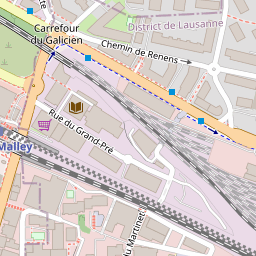 Carrefour
du Galicien
District de Lausanne
Chemin de Renens
Rue du Grand-Pré
Malley
du Martinet